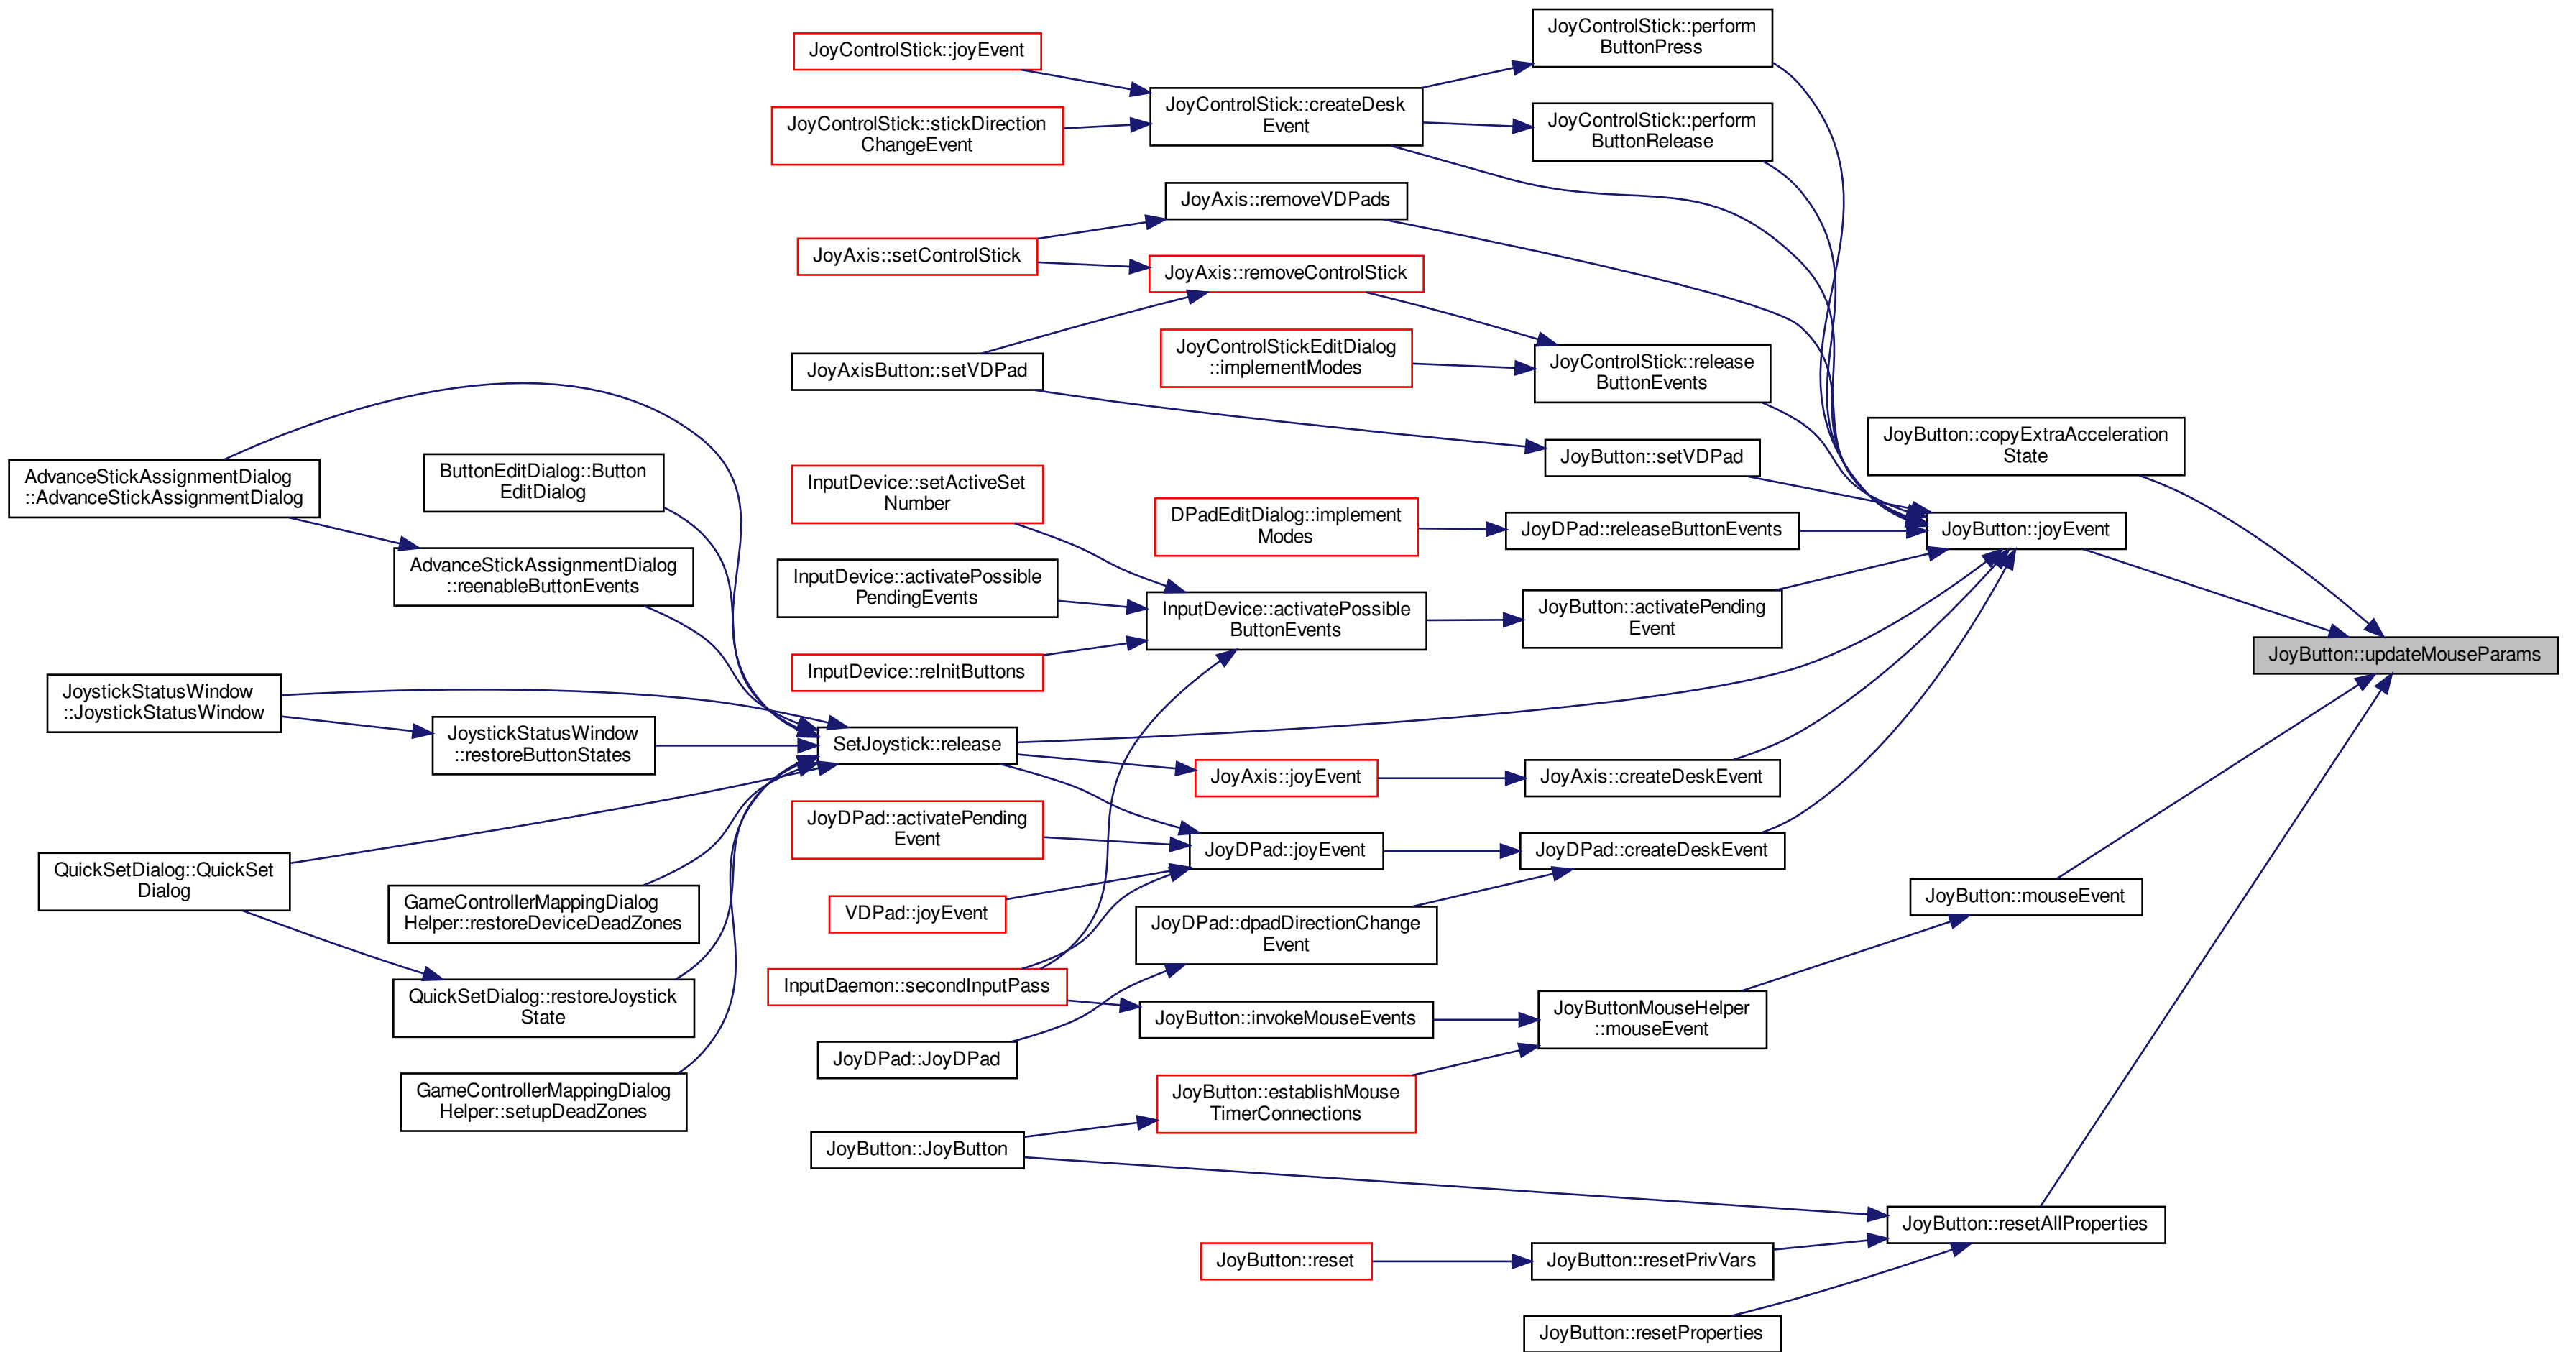 JoyControlStick::perform
ButtonPress
JoyControlStick::joyEvent
JoyControlStick::createDesk
Event
JoyControlStick::stickDirection
ChangeEvent
JoyControlStick::perform
ButtonRelease
JoyAxis::removeVDPads
JoyAxis::setControlStick
JoyAxis::removeControlStick
JoyControlStickEditDialog
::implementModes
JoyControlStick::release
ButtonEvents
JoyAxisButton::setVDPad
JoyButton::setVDPad
JoyButton::copyExtraAcceleration
State
AdvanceStickAssignmentDialog
::AdvanceStickAssignmentDialog
ButtonEditDialog::Button
EditDialog
InputDevice::setActiveSet
Number
DPadEditDialog::implement
Modes
JoyDPad::releaseButtonEvents
JoyButton::joyEvent
AdvanceStickAssignmentDialog
::reenableButtonEvents
InputDevice::activatePossible
PendingEvents
InputDevice::activatePossible
ButtonEvents
JoyButton::activatePending
Event
InputDevice::reInitButtons
JoyButton::updateMouseParams
JoystickStatusWindow
::JoystickStatusWindow
JoystickStatusWindow
::restoreButtonStates
SetJoystick::release
JoyAxis::joyEvent
JoyAxis::createDeskEvent
JoyDPad::activatePending
Event
JoyDPad::joyEvent
JoyDPad::createDeskEvent
QuickSetDialog::QuickSet
Dialog
GameControllerMappingDialog
Helper::restoreDeviceDeadZones
VDPad::joyEvent
JoyDPad::dpadDirectionChange
Event
JoyButton::mouseEvent
QuickSetDialog::restoreJoystick
State
InputDaemon::secondInputPass
JoyButton::invokeMouseEvents
JoyButtonMouseHelper
::mouseEvent
JoyDPad::JoyDPad
GameControllerMappingDialog
Helper::setupDeadZones
JoyButton::establishMouse
TimerConnections
JoyButton::JoyButton
JoyButton::resetAllProperties
JoyButton::reset
JoyButton::resetPrivVars
JoyButton::resetProperties